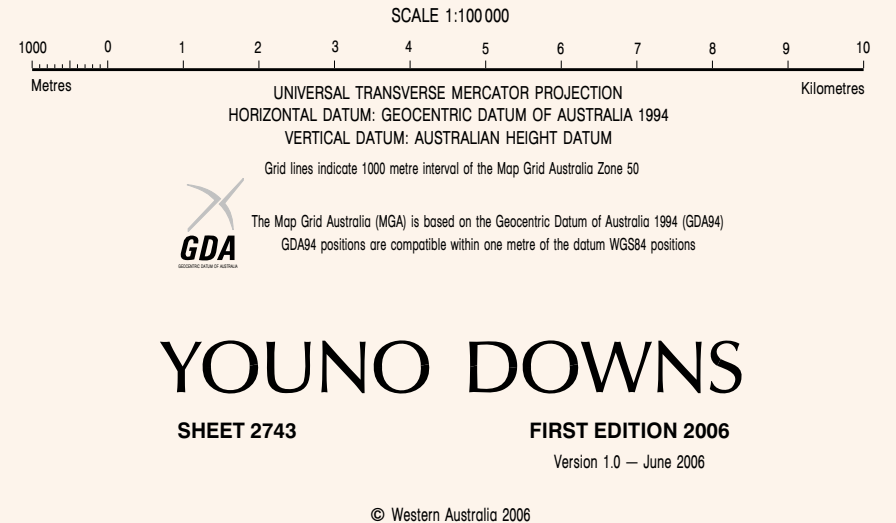 SCALE 1:100 000
1000 0 1 2 3 4 5 6 7 8 9 10
Metres Kilometres
UNIVERSAL TRANSVERSE MERCATOR PROJECTION
HORIZONTAL DATUM: GEOCENTRIC DATUM OF AUSTRALIA 1994
VERTICAL DATUM: AUSTRALIAN HEIGHT DATUM
Grid lines indicate 1000 metre interval of the Map Grid Australia Zone 50
The Map Grid Australia (MGA) is based on the Geocentric Datum of Australia 1994 (GDA94)
GDA94 positions are compatible within one metre of the datum WGS84 positions
GDA
GEOCENTRIC DATUM OF AUSTRALIA
YOUNO DOWNS
SHEET 2743 FIRST EDITION 2006
Version 1.0 — June 2006
© Western Australia 2006